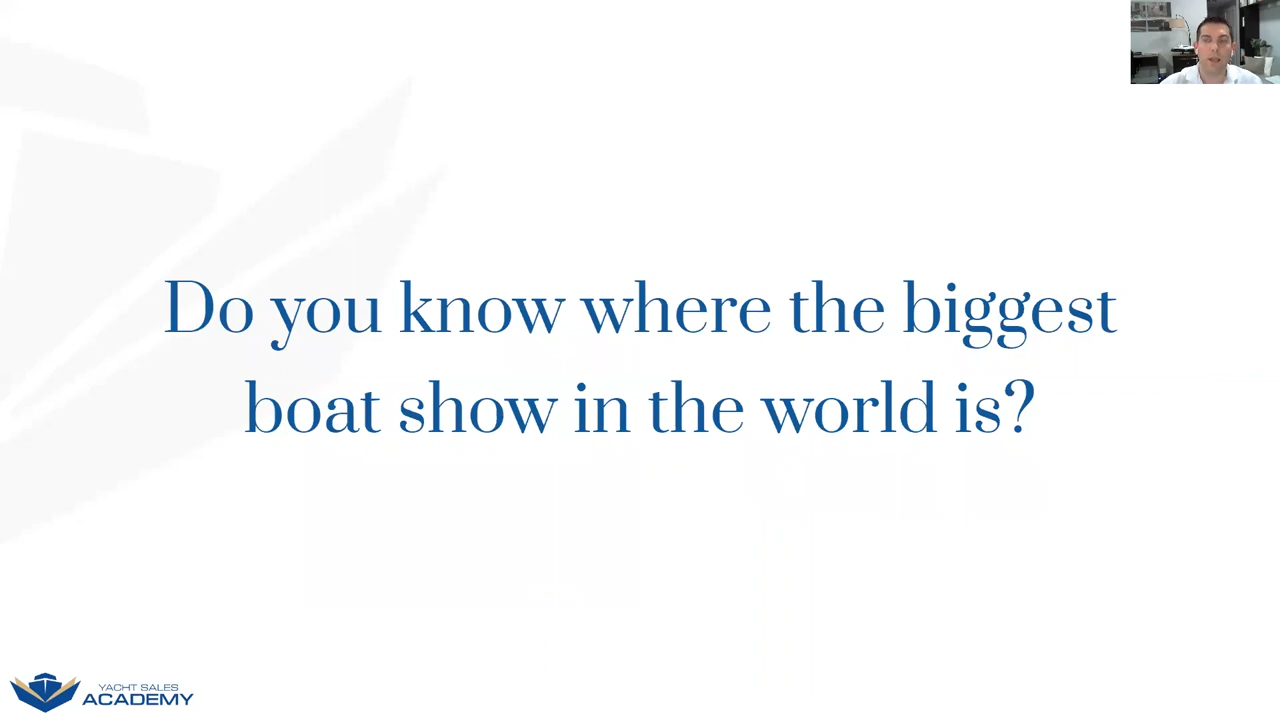 Do you know where the biggest
boat show in the world is?
YACHT SALES
ACADEMY